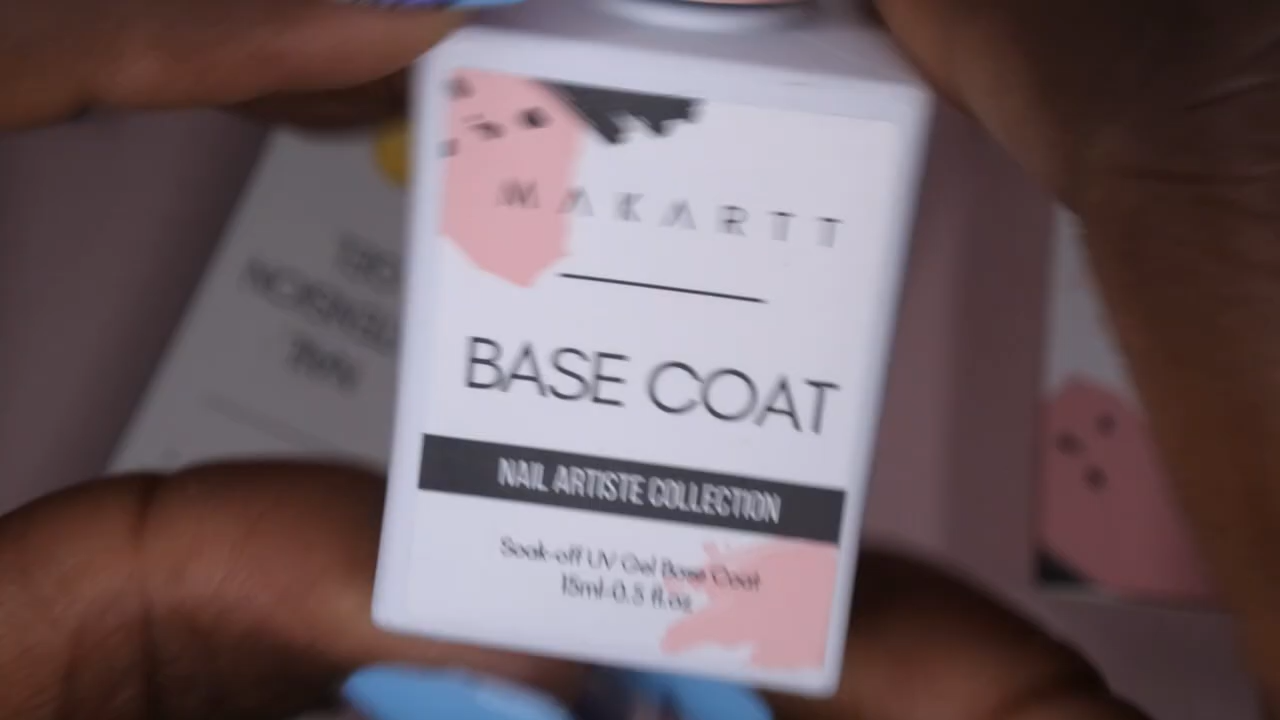 MAKARTT
BASE COAT
NAIL ARTISTE COLLECTION
Soak-off UV Gel Base Coat
15ml-0.5 fl.oz